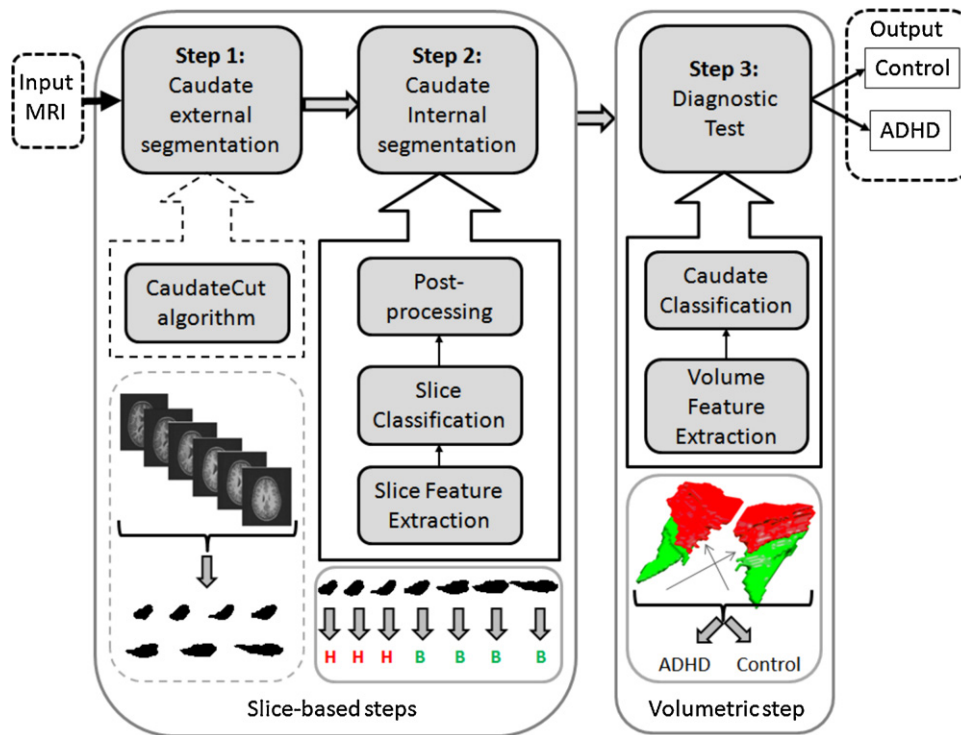 Input
MRI
Step 1:
Caudate
external
segmentation
Step 2:
Caudate
Internal
segmentation
Step 3:
Diagnostic
Test
Output
Control
ADHD
CaudateCut
algorithm
Post-
processing
Slice
Classification
Slice Feature
Extraction
Caudate
Classification
Volume
Feature
Extraction
H H H B B B B
ADHD Control
Slice-based steps
Volumetric step